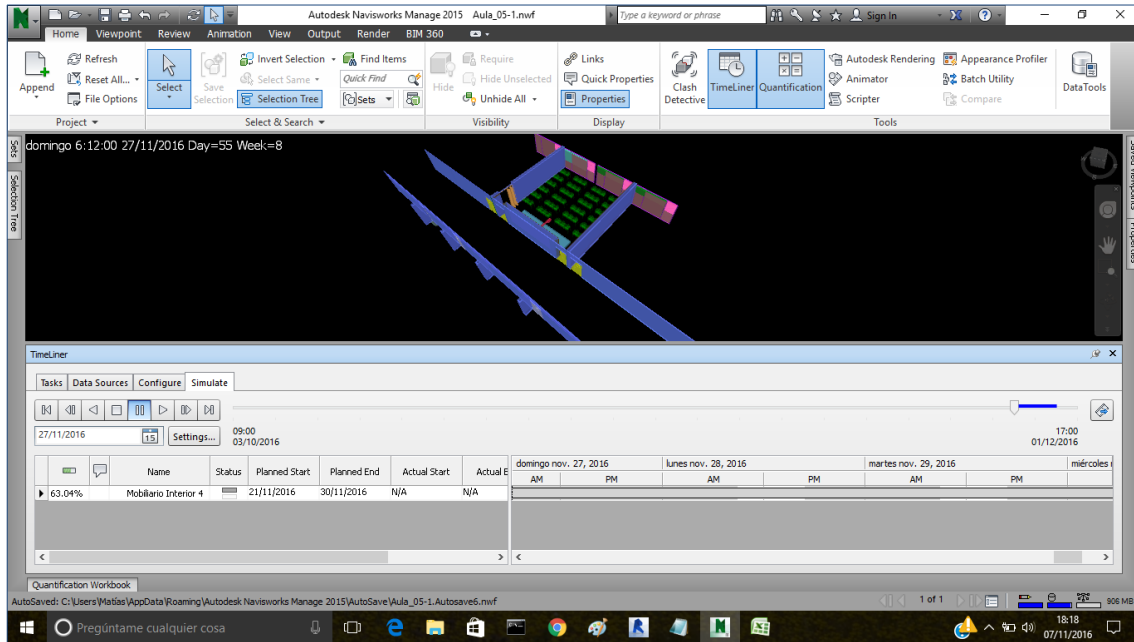 Autodesk Navisworks Manage 2015 Aula_05-1.nwf
Type a keyword or phrase
Sign In
Home Viewpoint Review Animation View Output Render BIM 360
Append
Refresh
Reset All...
File Options
Project
Select
Save Selection
Invert Selection
Select Same
Selection Tree
Find Items
Quick Find
Sets
Select & Search
Hide
Require
Hide Unselected
Unhide All
Visibility
Links
Quick Properties
Properties
Display
Clash Detective
TimeLiner
Quantification
Autodesk Rendering
Animator
Scripter
Appearance Profiler
Batch Utility
Compare
DataTools
Tools
Sets
Selection Tree
domingo 6:12:00 27/11/2016 Day=55 Week=8
Saved Viewpoints
Properties
TimeLiner
Tasks Data Sources Configure Simulate
27/11/2016
15
Settings...
09:00
03/10/2016
17:00
01/12/2016
Name Status Planned Start Planned End Actual Start Actual E
63.04% Mobiliario Interior 4 21/11/2016 30/11/2016 N/A N/A
domingo nov. 27, 2016 lunes nov. 28, 2016 martes nov. 29, 2016 miércoles
AM PM AM PM AM PM
Quantification Workbook
AutoSaved: C:\Users\Matías\AppData\Roaming\Autodesk Navisworks Manage 2015\AutoSave\Aula_05-1.Autosave6.nwf
1 of 1
906 MB
Pregúntame cualquier cosa
18:18
07/11/2016